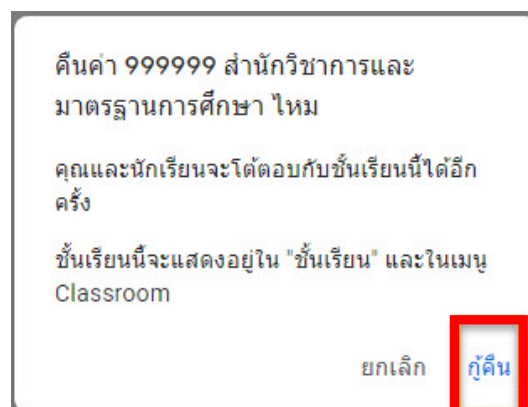 คืนค่า 999999 สำนักวิชาการและ
มาตรฐานการศึกษา ไหม
คุณและนักเรียนจะโต้ตอบกับชั้นเรียนนี้ได้อีก
ครั้ง
ชั้นเรียนนี้จะแสดงอยู่ใน "ชั้นเรียน" และในเมนู
Classroom
ยกเลิก กู้คืน